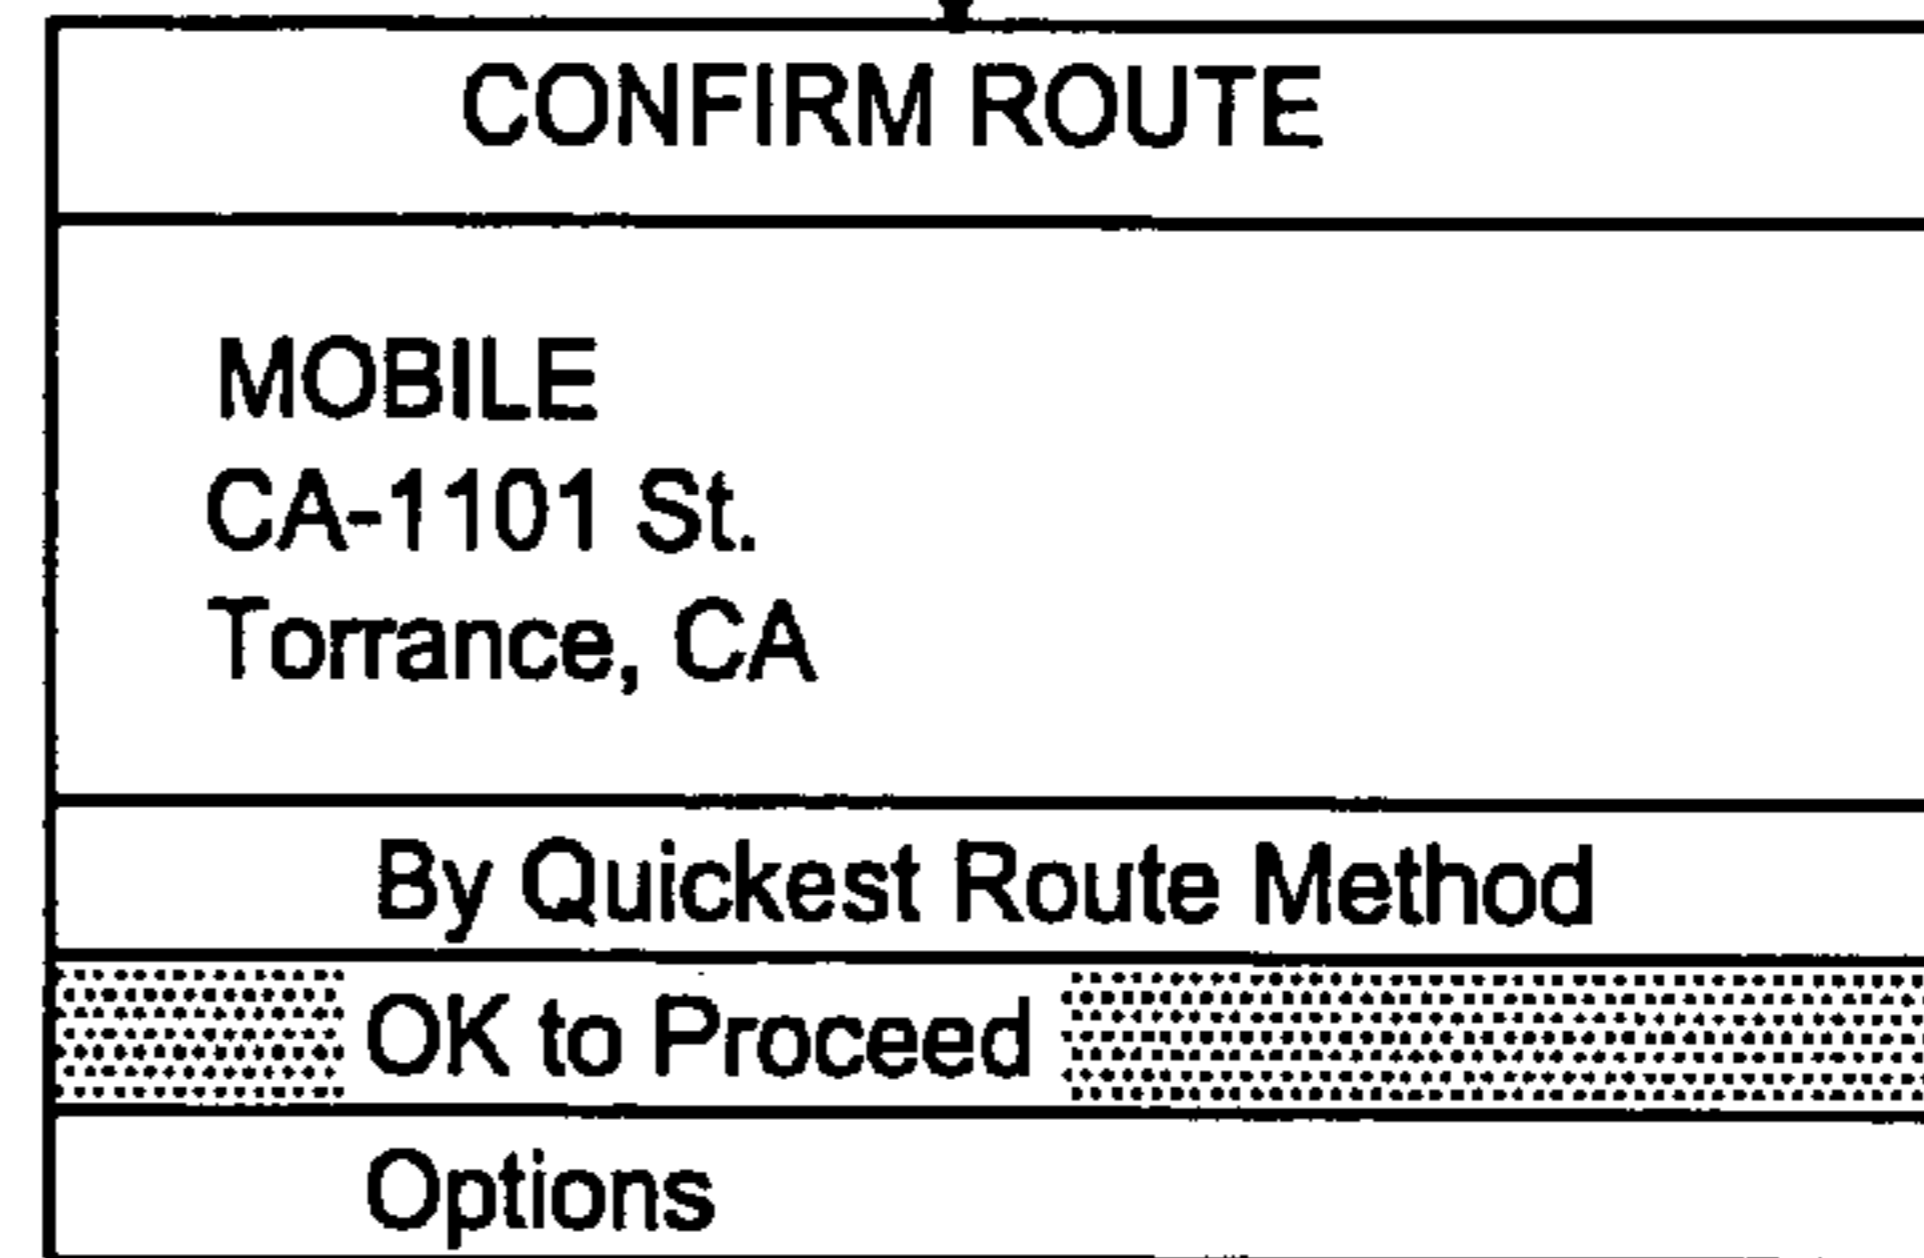 CONFIRM ROUTE
MOBILE
CA-1101 St.
Torrance, CA
By Quickest Route Method
OK to Proceed
Options